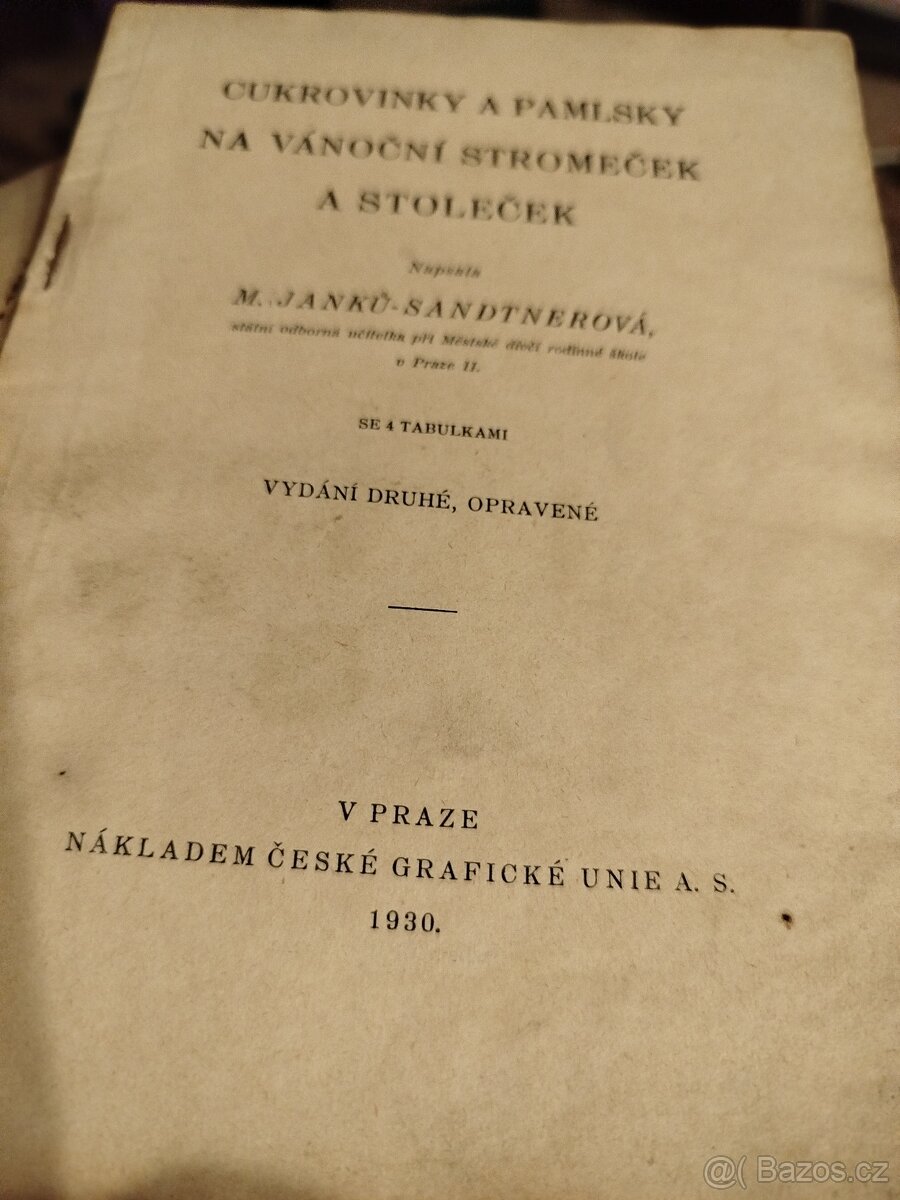 CUKROVINKY A PAMLSKY
NA VÁNOČNÍ STROMEČEK
A STOLEČEK
Napsala
M. JANKŮ-SANDTNEROVÁ,
státní odborná učitelka při Městské dívčí rodinné škole
v Praze II.
SE 4 TABULKAMI
VYDÁNÍ DRUHÉ, OPRAVENÉ
V PRAZE
NÁKLADEM ČESKÉ GRAFICKÉ UNIE A. S.
1930.
@( Bazos.cz